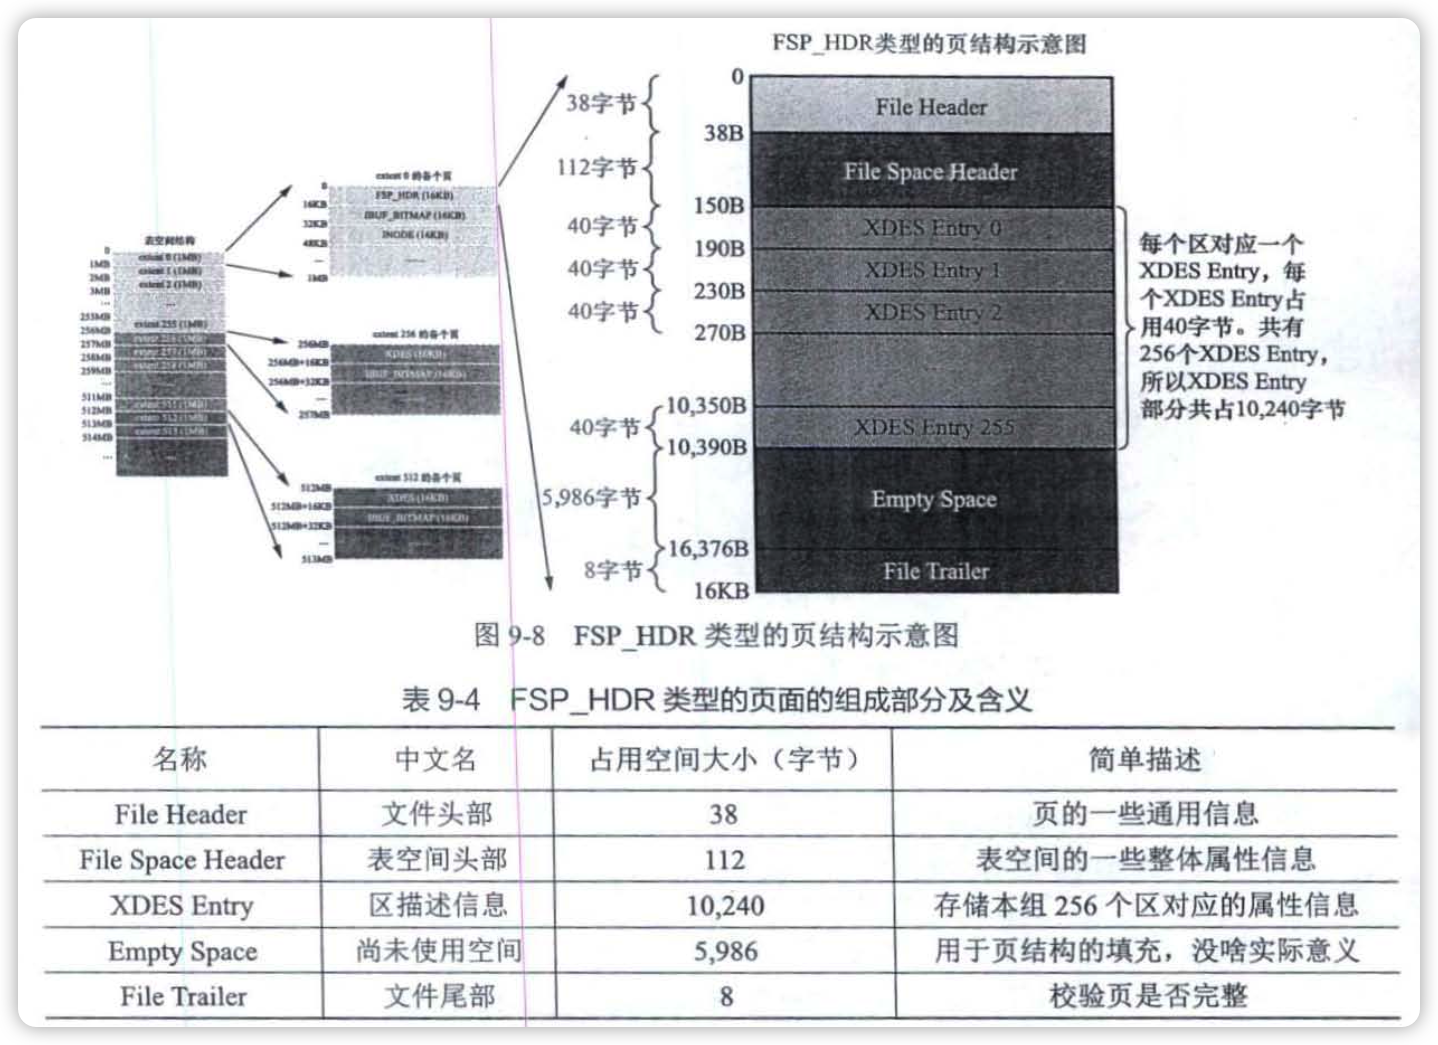 FSP_HDR类型的页结构示意图
表空间结构
0
1MB
2MB
3MB
...
255MB
256MB
257MB
258MB
259MB
...
511MB
512MB
513MB
514MB
...
extent 0 (1MB)
extent 1 (1MB)
extent 2 (1MB)
...
extent 255 (1MB)
extent 0 的各个页
0
16KB
32KB
48KB
...
1MB
FSP_HDR (16KB)
IBUF_BITMAP (16KB)
INODE (16KB)
......
extent 256 的各个页
256MB
256MB+16KB
256MB+32KB
...
257MB
XDES (16KB)
IBUF_BITMAP (16KB)
extent 512 的各个页
512MB
512MB+16KB
512MB+32KB
...
513MB
XDES (16KB)
IBUF_BITMAP (16KB)
38字节
112字节
40字节
40字节
40字节
40字节
5,986字节
8字节
0
38B
150B
190B
230B
270B
10,350B
10,390B
16,376B
16KB
File Header
File Space Header
XDES Entry 0
XDES Entry 1
XDES Entry 2
XDES Entry 255
Empty Space
File Trailer
每个区对应一个
XDES Entry，每
个XDES Entry占
用40字节。共有
256个XDES Entry，
所以XDES Entry
部分共占10,240字节
图 9-8 FSP_HDR 类型的页结构示意图
表 9-4 FSP_HDR 类型的页面的组成部分及含义
名称 中文名 占用空间大小（字节） 简单描述
File Header 文件头部 38 页的一些通用信息
File Space Header 表空间头部 112 表空间的一些整体属性信息
XDES Entry 区描述信息 10,240 存储本组 256 个区对应的属性信息
Empty Space 尚未使用空间 5,986 用于页结构的填充，没啥实际意义
File Trailer 文件尾部 8 校验页是否完整